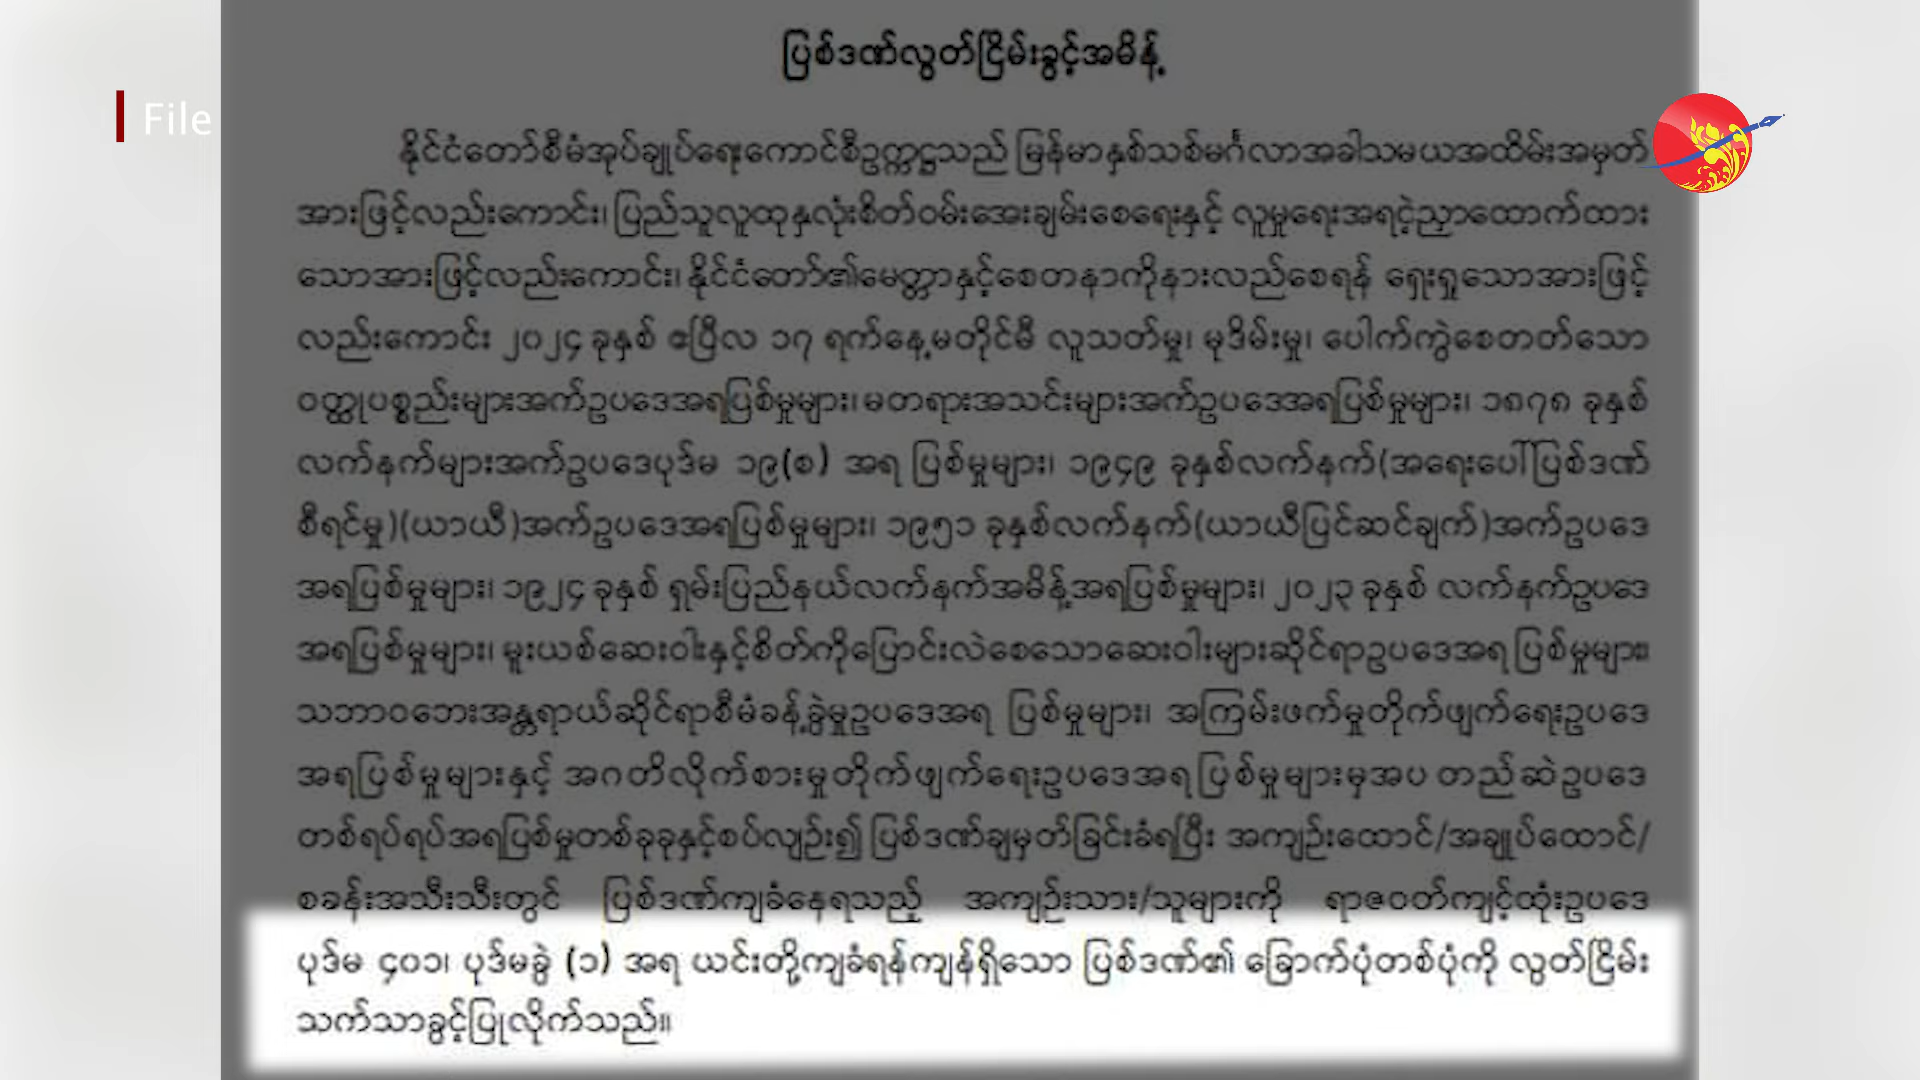 ပြစ်ဒဏ်လွတ်ငြိမ်းခွင့်အမိန့်
File
နိုင်ငံတော်စီမံအုပ်ချုပ်ရေးကောင်စီဥက္ကဋ္ဌသည် မြန်မာနှစ်သစ်မင်္ဂလာအခါသမယအထိမ်းအမှတ်
အားဖြင့်လည်းကောင်း၊ ပြည်သူလူထုနှလုံးစိတ်ဝမ်းအေးချမ်းစေရေးနှင့် လူမှုရေးအရငဲ့ညှာထောက်ထား
သောအားဖြင့်လည်းကောင်း၊ နိုင်ငံတော်၏မေတ္တာနှင့်စေတနာကိုနားလည်စေရန် ရှေးရှုသောအားဖြင့်
လည်းကောင်း ၂၀၂၄ ခုနှစ် ဧပြီလ ၁၇ ရက်နေ့မတိုင်မီ လူသတ်မှု၊ မုဒိမ်းမှု၊ ပေါက်ကွဲစေတတ်သော
ဝတ္ထုပစ္စည်းများအက်ဥပဒေအရပြစ်မှုများ၊ မတရားအသင်းများအက်ဥပဒေအရပြစ်မှုများ၊ ၁၈၇၈ ခုနှစ်
လက်နက်များအက်ဥပဒေပုဒ်မ ၁၉(စ) အရ ပြစ်မှုများ၊ ၁၉၄၉ ခုနှစ်လက်နက်(အရေးပေါ်ပြစ်ဒဏ်
စီရင်မှု)(ယာယီ)အက်ဥပဒေအရပြစ်မှုများ၊ ၁၉၅၁ ခုနှစ်လက်နက်(ယာယီပြင်ဆင်ချက်)အက်ဥပဒေ
အရပြစ်မှုများ၊ ၁၉၂၄ ခုနှစ် ရှမ်းပြည်နယ်လက်နက်အမိန့်အရပြစ်မှုများ၊ ၂၀၂၃ ခုနှစ် လက်နက်ဥပဒေ
အရပြစ်မှုများ၊ မူးယစ်ဆေးဝါးနှင့်စိတ်ကိုပြောင်းလဲစေသောဆေးဝါးများဆိုင်ရာဥပဒေအရ ပြစ်မှုများ၊
သဘာဝဘေးအန္တရာယ်ဆိုင်ရာစီမံခန့်ခွဲမှုဥပဒေအရ ပြစ်မှုများ၊ အကြမ်းဖက်မှုတိုက်ဖျက်ရေးဥပဒေ
အရပြစ်မှုများနှင့် အဂတိလိုက်စားမှုတိုက်ဖျက်ရေးဥပဒေအရ ပြစ်မှုများမှအပ တည်ဆဲဥပဒေ
တစ်ရပ်ရပ်အရပြစ်မှုတစ်ခုခုနှင့်စပ်လျဉ်း၍ ပြစ်ဒဏ်ချမှတ်ခြင်းခံရပြီး အကျဉ်းထောင်/အချုပ်ထောင်/
စခန်းအသီးသီးတွင် ပြစ်ဒဏ်ကျခံနေရသည့် အကျဉ်းသား/သူများကို ရာဇဝတ်ကျင့်ထုံးဥပဒေ
ပုဒ်မ ၄၀၁၊ ပုဒ်မခွဲ (၁) အရ ယင်းတို့ကျခံရန်ကျန်ရှိသော ပြစ်ဒဏ်၏ ခြောက်ပုံတစ်ပုံကို လွတ်ငြိမ်း
သက်သာခွင့်ပြုလိုက်သည်။